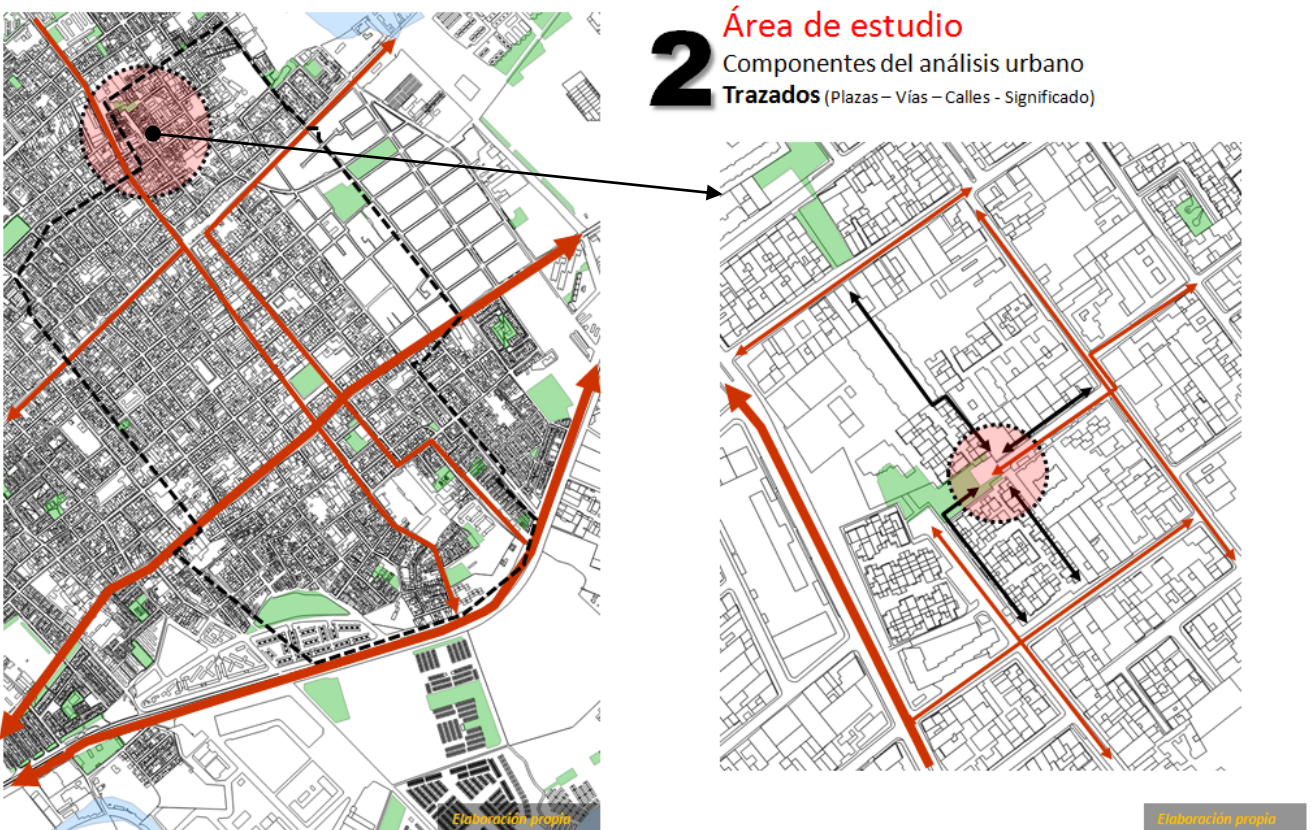 2
Área de estudio
Componentes del análisis urbano
Trazados (Plazas – Vías – Calles - Significado)
Elaboración propia
Elaboración propia